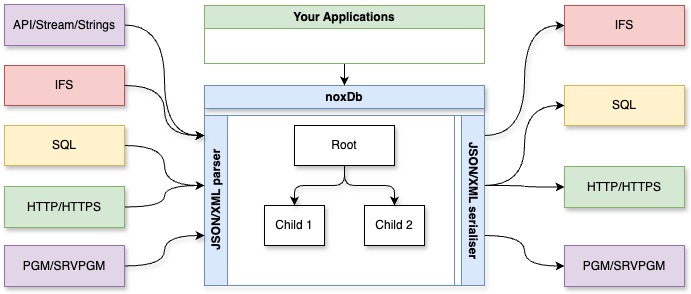 API/Stream/Strings
IFS
SQL
HTTP/HTTPS
PGM/SRVPGM
Your Applications
noxDb
JSON/XML parser
Root
Child 1
Child 2
JSON/XML serialiser
IFS
SQL
HTTP/HTTPS
PGM/SRVPGM